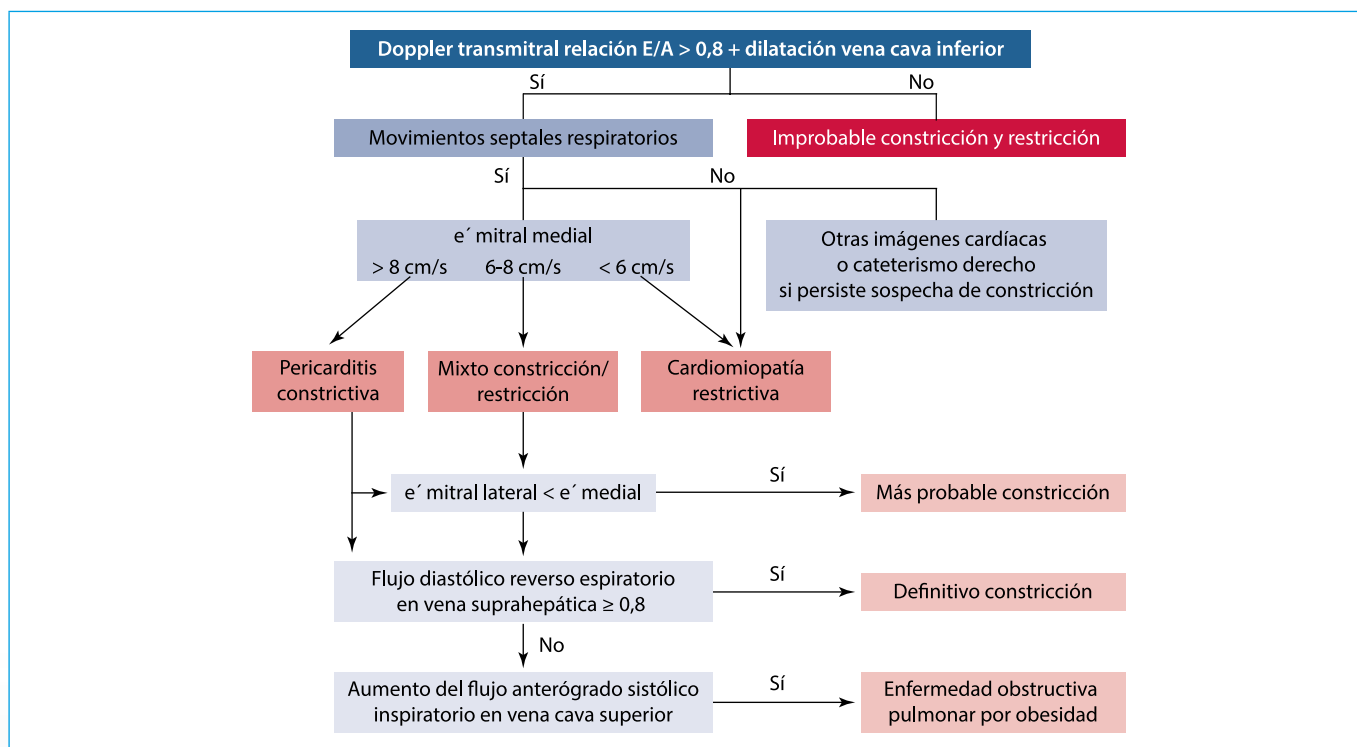 Doppler transmitral relación E/A > 0,8 + dilatación vena cava inferior
Sí
No
Movimientos septales respiratorios
Improbable constricción y restricción
Sí
No
e´ mitral medial
> 8 cm/s 6-8 cm/s < 6 cm/s
Otras imágenes cardíacas
o cateterismo derecho
si persiste sospecha de constricción
Pericarditis
constrictiva
Mixto constricción/
restricción
Cardiomiopatía
restrictiva
e´ mitral lateral < e´ medial
Sí
Más probable constricción
Flujo diastólico reverso espiratorio
en vena suprahepática ≥ 0,8
Sí
Definitivo constricción
No
Aumento del flujo anterógrado sistólico
inspiratorio en vena cava superior
Sí
Enfermedad obstructiva
pulmonar por obesidad